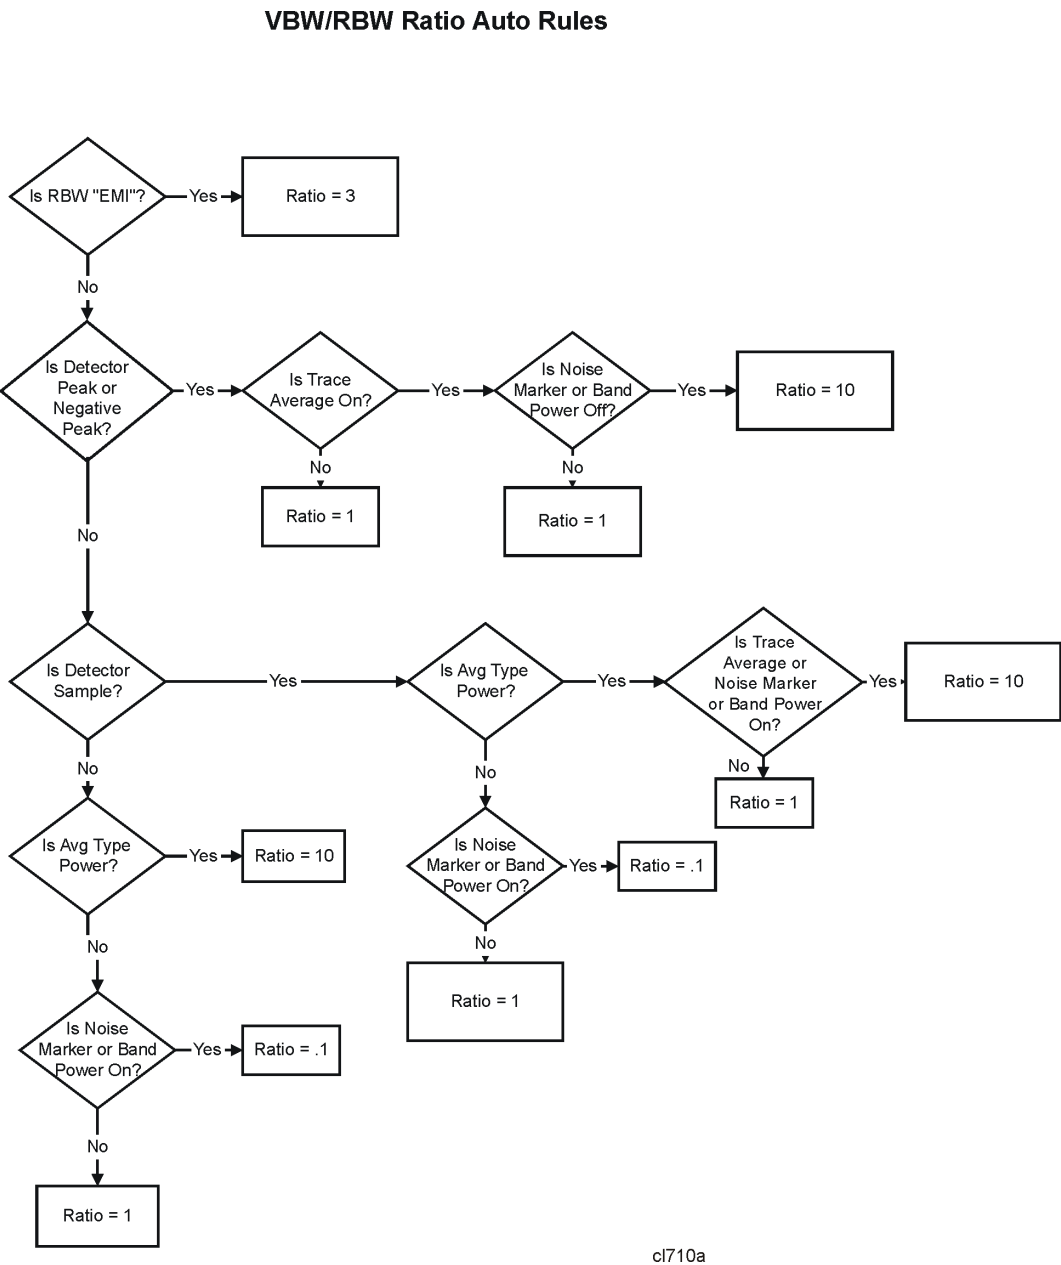 VBW/RBW Ratio Auto Rules
Is RBW "EMI"?
Yes
Ratio = 3
No
Is Detector
Peak or
Negative
Peak?
Yes
Is Trace
Average On?
Yes
Is Noise
Marker or Band
Power Off?
Yes
Ratio = 10
No
Ratio = 1
No
Ratio = 1
No
Is Detector
Sample?
Yes
Is Avg Type
Power?
Yes
Is Trace
Average or
Noise Marker
or Band Power
On?
Yes
Ratio = 10
No
Ratio = 1
No
Is Noise
Marker or Band
Power On?
Yes
Ratio = .1
No
Ratio = 1
No
Is Avg Type
Power?
Yes
Ratio = 10
No
Is Noise
Marker or Band
Power On?
Yes
Ratio = .1
No
Ratio = 1
cl710a